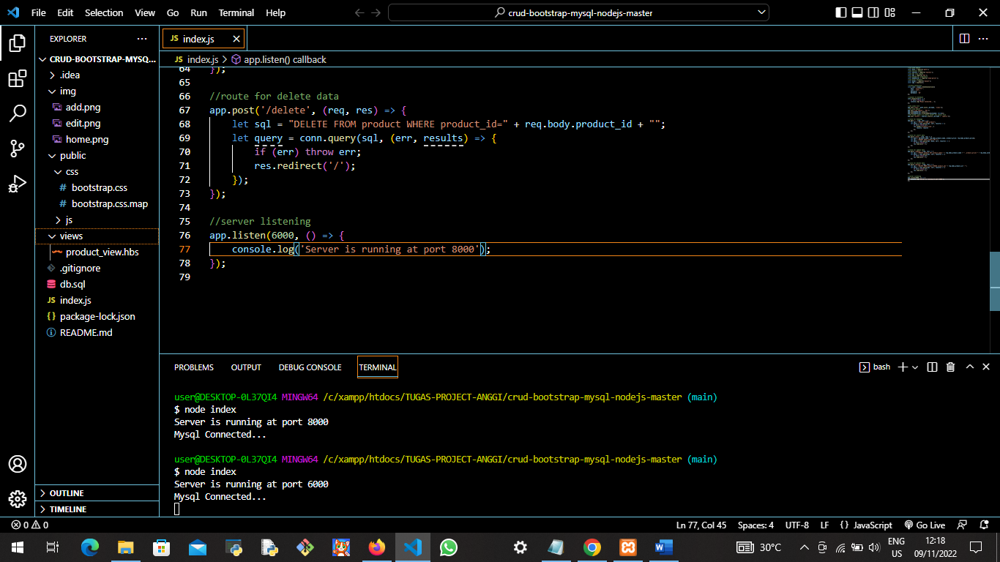 File Edit Selection View Go Run Terminal Help
crud-bootstrap-mysql-nodejs-master
EXPLORER
CRUD-BOOTSTRAP-MYSQ...
.idea
img
add.png
edit.png
home.png
public
css
bootstrap.css
bootstrap.css.map
js
views
product_view.hbs
.gitignore
db.sql
JS index.js
{} package-lock.json
README.md
OUTLINE
TIMELINE
JS index.js
JS index.js > app.listen() callback
64 });
65
66 //route for delete data
67 app.post('/delete', (req, res) => {
68 let sql = "DELETE FROM product WHERE product_id=" + req.body.product_id + "";
69 let query = conn.query(sql, (err, results) => {
70 if (err) throw err;
71 res.redirect('/');
72 });
73 });
74
75 //server listening
76 app.listen(6000, () => {
77 console.log('Server is running at port 8000');
78 });
79
PROBLEMS OUTPUT DEBUG CONSOLE TERMINAL
bash
user@DESKTOP-0L37QI4 MINGW64 /c/xampp/htdocs/TUGAS-PROJECT-ANGGI/crud-bootstrap-mysql-nodejs-master (main)
$ node index
Server is running at port 8000
Mysql Connected...
user@DESKTOP-0L37QI4 MINGW64 /c/xampp/htdocs/TUGAS-PROJECT-ANGGI/crud-bootstrap-mysql-nodejs-master (main)
$ node index
Server is running at port 6000
Mysql Connected...
0 0
Ln 77, Col 45 Spaces: 4 UTF-8 LF {} JavaScript Go Live
30°C
ENG
US
12:18
09/11/2022